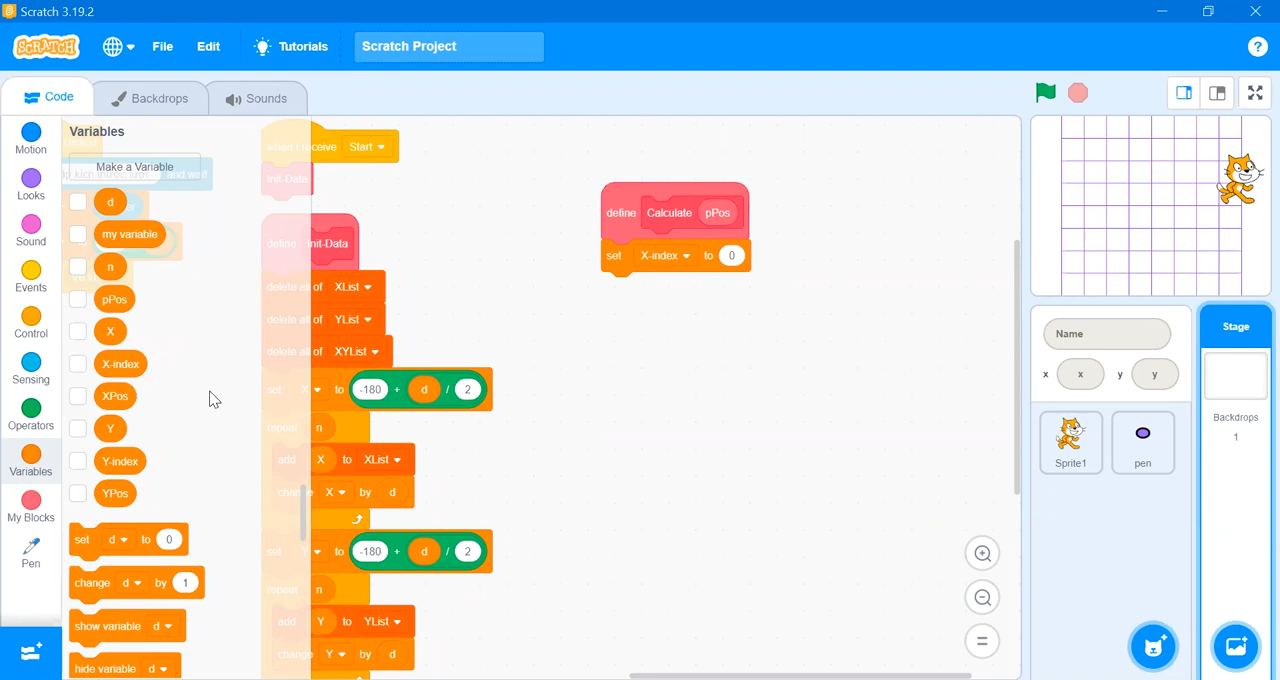 Scratch 3.19.2
SCRATCH
File
Edit
Tutorials
Scratch Project
?
Code
Backdrops
Sounds
Motion
Looks
Sound
Events
Control
Sensing
Operators
Variables
My Blocks
Pen
Variables
Make a Variable
and wait
d
my variable
n
pPos
X
X-index
XPos
Y
Y-index
YPos
set d to 0
change d by 1
show variable d
hide variable d
when I receive Start
Init-Data
define Init-Data
delete all of XList
delete all of YList
delete all of XYList
set X to -180 + d / 2
repeat n
add X to XList
change X by d
set Y to -180 + d / 2
repeat n
add Y to YList
change Y by d
define Calculate pPos
set X-index to 0
Name
x x y y
Sprite1
pen
Stage
Backdrops
1